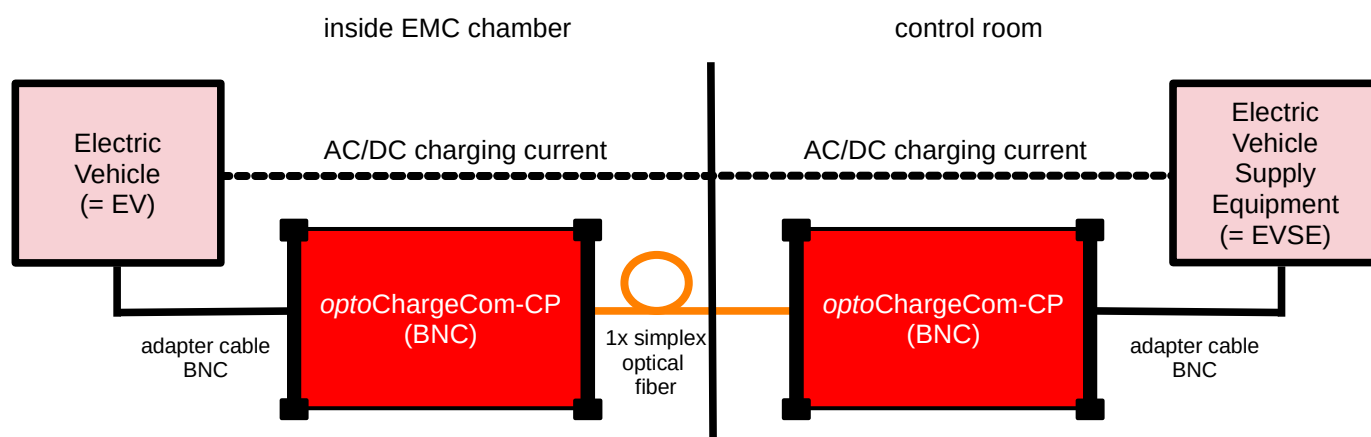 inside EMC chamber
control room
Electric
Vehicle
(= EV)
AC/DC charging current
AC/DC charging current
Electric
Vehicle
Supply
Equipment
(= EVSE)
optoChargeCom-CP
(BNC)
optoChargeCom-CP
(BNC)
adapter cable
BNC
1x simplex
optical
fiber
adapter cable
BNC